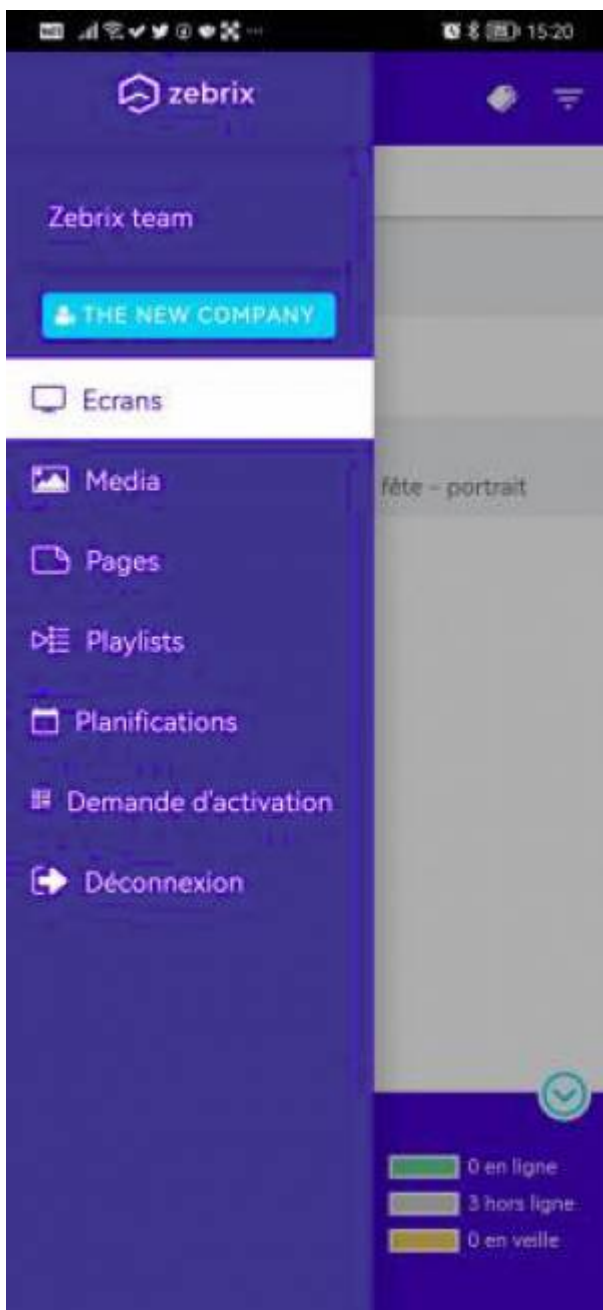 15:20
zebrix
Zebrix team
THE NEW COMPANY
Ecrans
Media
fête - portrait
Pages
Playlists
Planifications
Demande d'activation
Déconnexion
0 en ligne
3 hors ligne
0 en veille